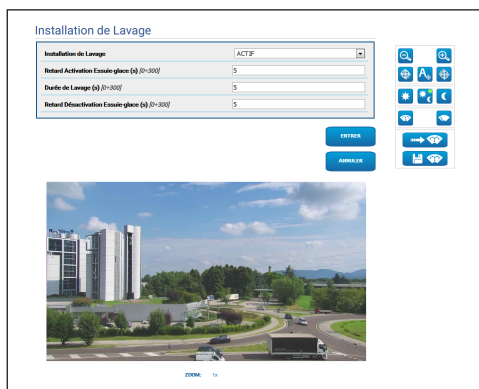 Installation de Lavage
Installation de Lavage ACTIF
Retard Activation Essuie-glace (s) [0÷300] 5
Durée de Lavage (s) [0÷300] 5
Retard Désactivation Essuie-glace (s) [0÷300] 5
A
ENTRER
ANNULER
ZOOM: 1x